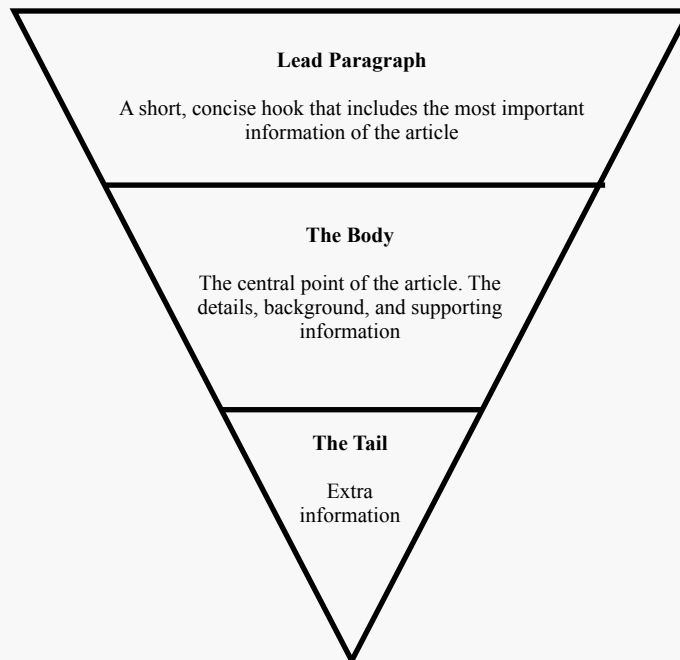 Lead Paragraph
A short, concise hook that includes the most important
information of the article
The Body
The central point of the article. The
details, background, and supporting
information
The Tail
Extra
information